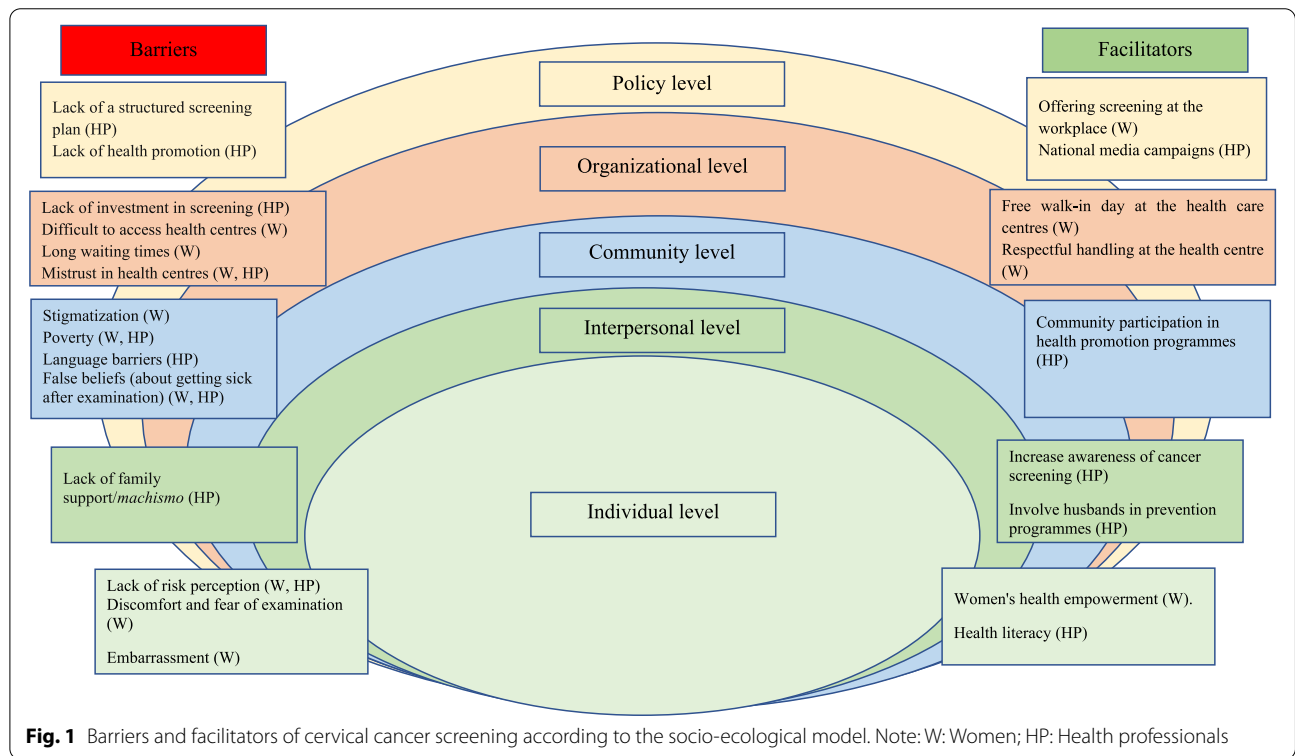 Barriers
Facilitators
Policy level
Lack of a structured screening
plan (HP)
Lack of health promotion (HP)
Offering screening at the
workplace (W)
National media campaigns (HP)
Organizational level
Lack of investment in screening (HP)
Difficult to access health centres (W)
Long waiting times (W)
Mistrust in health centres (W, HP)
Free walk-in day at the health care
centres (W)
Respectful handling at the health centre
(W)
Community level
Stigmatization (W)
Poverty (W, HP)
Language barriers (HP)
False beliefs (about getting sick
after examination) (W, HP)
Community participation in
health promotion programmes
(HP)
Interpersonal level
Lack of family
support/machismo (HP)
Increase awareness of cancer
screening (HP)
Involve husbands in prevention
programmes (HP)
Individual level
Lack of risk perception (W, HP)
Discomfort and fear of examination
(W)
Embarrassment (W)
Women's health empowerment (W).
Health literacy (HP)
Fig. 1 Barriers and facilitators of cervical cancer screening according to the socio-ecological model. Note: W: Women; HP: Health professionals